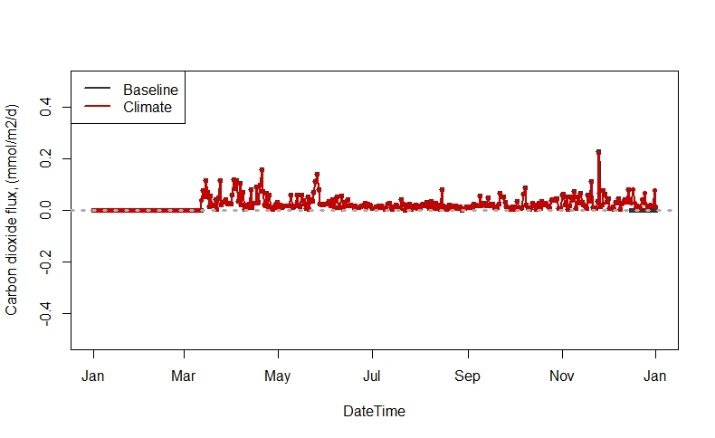 Baseline
Climate
0.4
0.2
0.0
-0.2
-0.4
Carbon dioxide flux, (mmol/m2/d)
Jan Mar May Jul Sep Nov Jan
DateTime